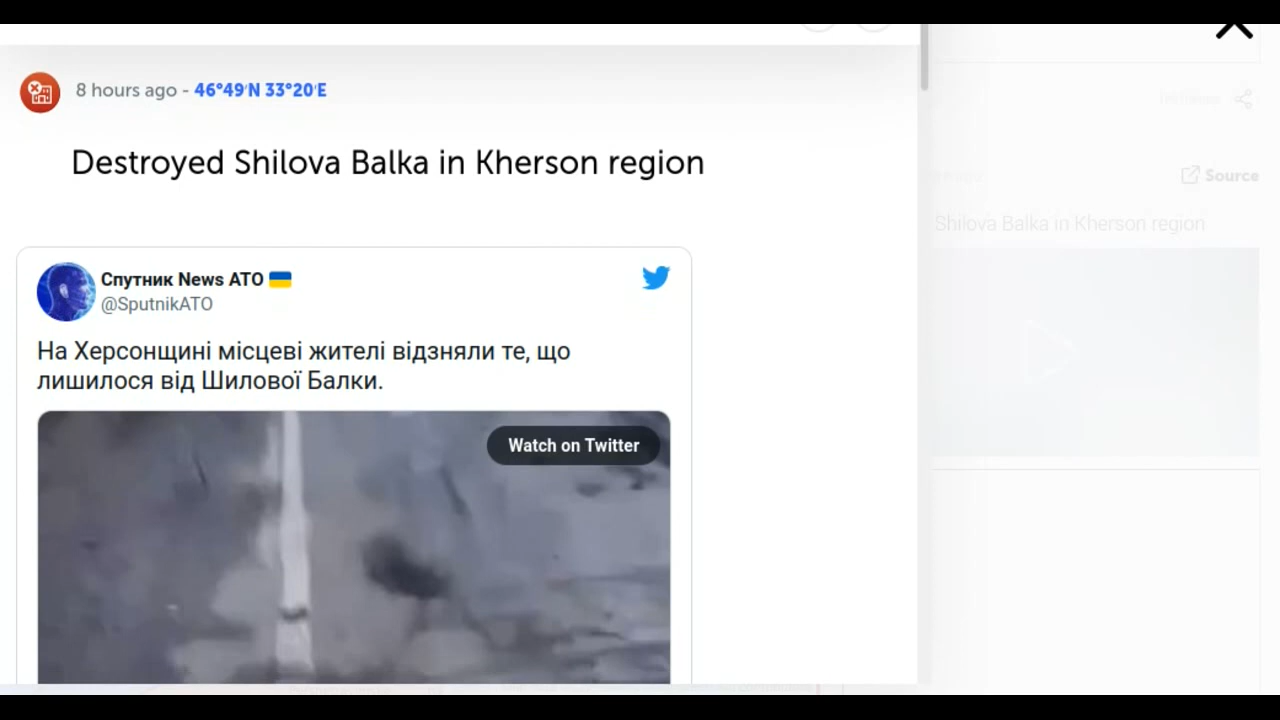 8 hours ago - 46°49′N 33°20′E
Destroyed Shilova Balka in Kherson region
Спутник News АТО 🇺🇦
@SputnikATO
На Херсонщині місцеві жителі відзняли те, що
лишилося від Шилової Балки.
Watch on Twitter
Source
Shilova Balka in Kherson region